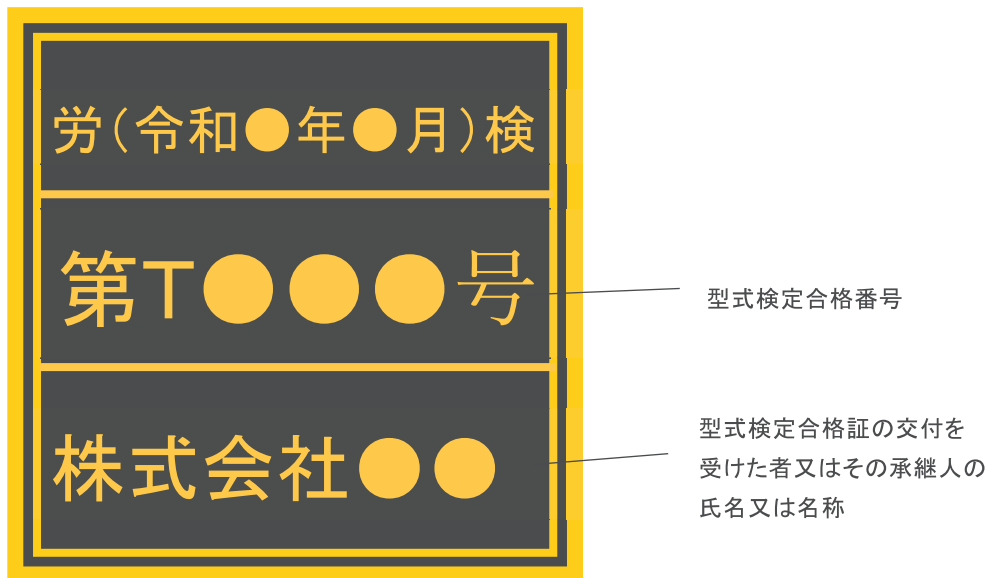 労(令和●年●月)検
第T●●●号
型式検定合格番号
株式会社●●
型式検定合格証の交付を
受けた者又はその承継人の
氏名又は名称